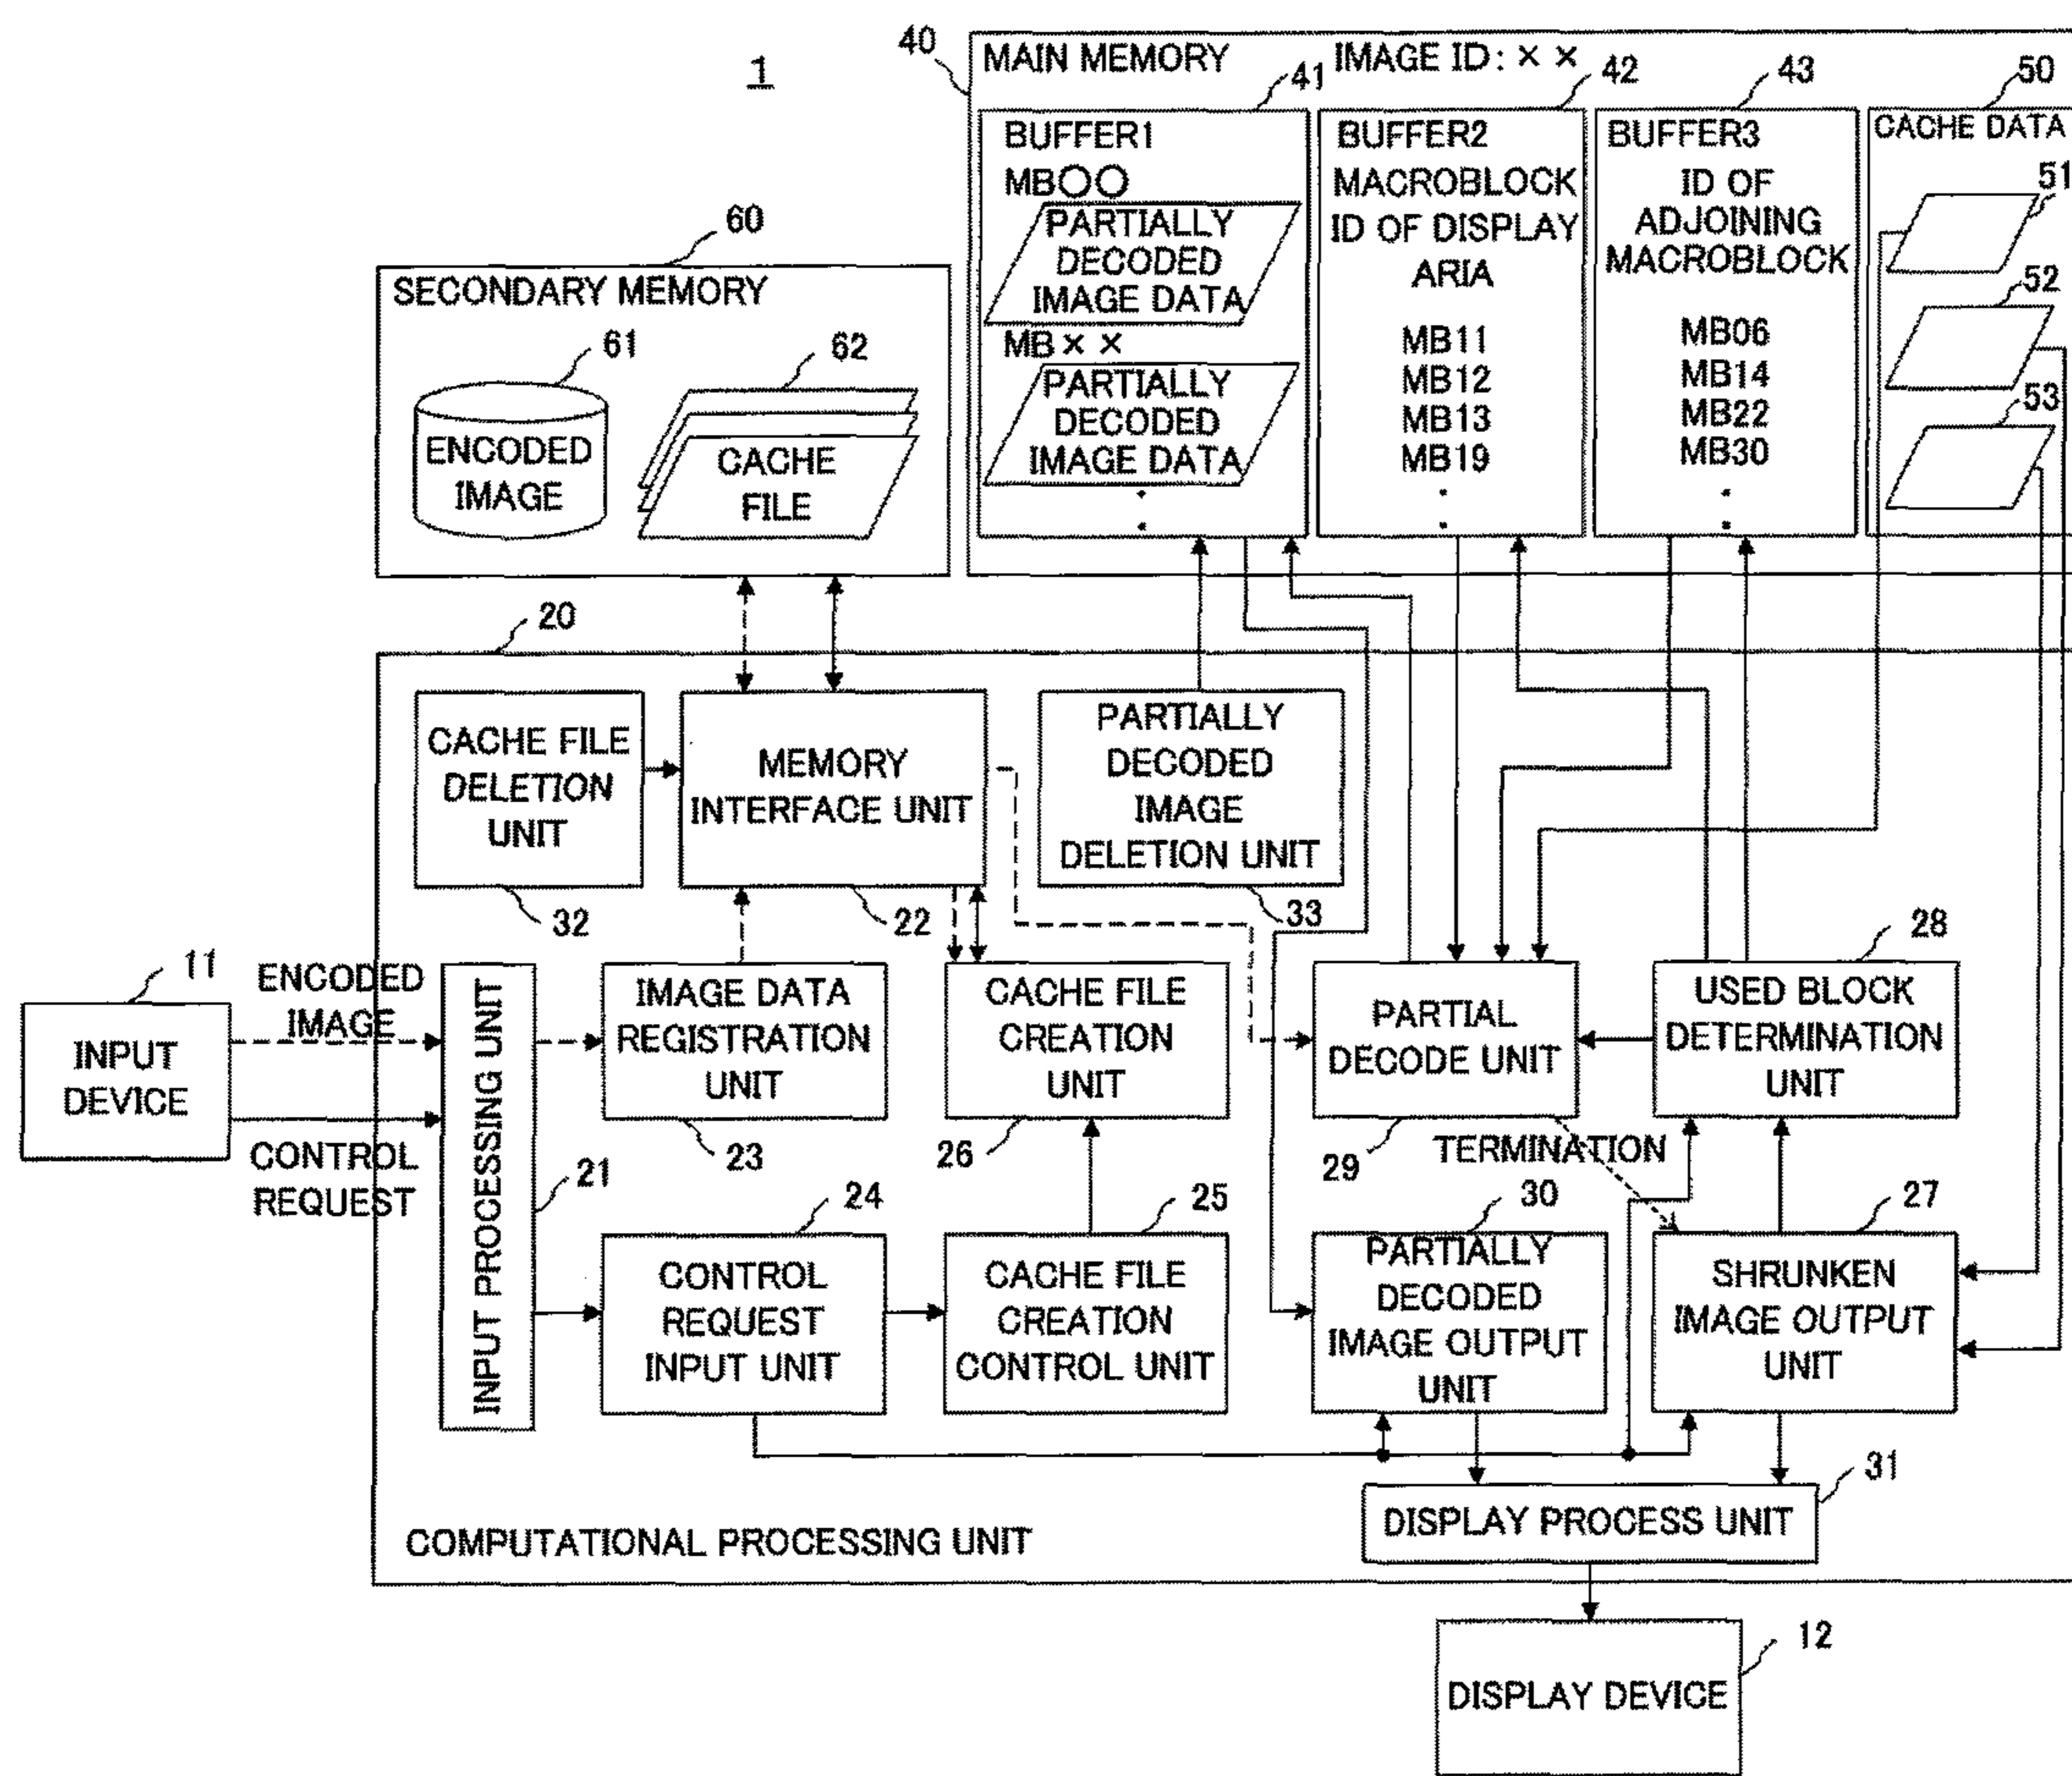 1
40
MAIN MEMORY
IMAGE ID: × ×
41
42
43
50
BUFFER1
MB○○
PARTIALLY
DECODED
IMAGE DATA
MB× ×
PARTIALLY
DECODED
IMAGE DATA
.
.
BUFFER2
MACROBLOCK
ID OF DISPLAY
ARIA
MB11
MB12
MB13
MB19
.
.
BUFFER3
ID OF
ADJOINING
MACROBLOCK
MB06
MB14
MB22
MB30
.
.
CACHE DATA
51
52
53
60
SECONDARY MEMORY
61
ENCODED
IMAGE
62
CACHE
FILE
20
CACHE FILE
DELETION
UNIT
32
MEMORY
INTERFACE UNIT
22
PARTIALLY
DECODED
IMAGE
DELETION UNIT
33
11
INPUT
DEVICE
ENCODED
IMAGE
CONTROL
REQUEST
INPUT PROCESSING UNIT
21
IMAGE DATA
REGISTRATION
UNIT
23
CACHE FILE
CREATION
UNIT
26
PARTIAL
DECODE UNIT
29
TERMINATION
28
USED BLOCK
DETERMINATION
UNIT
24
CONTROL
REQUEST
INPUT UNIT
25
CACHE FILE
CREATION
CONTROL UNIT
30
PARTIALLY
DECODED
IMAGE OUTPUT
UNIT
27
SHRUNKEN
IMAGE OUTPUT
UNIT
31
DISPLAY PROCESS UNIT
COMPUTATIONAL PROCESSING UNIT
12
DISPLAY DEVICE